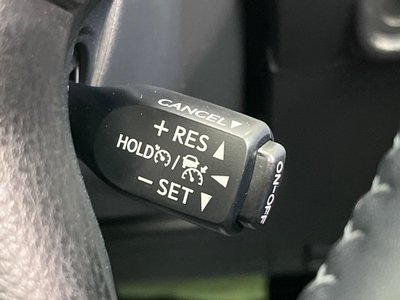 CANCEL▼
+ RES▲
HOLD / ◀
− SET▼
ON-OFF